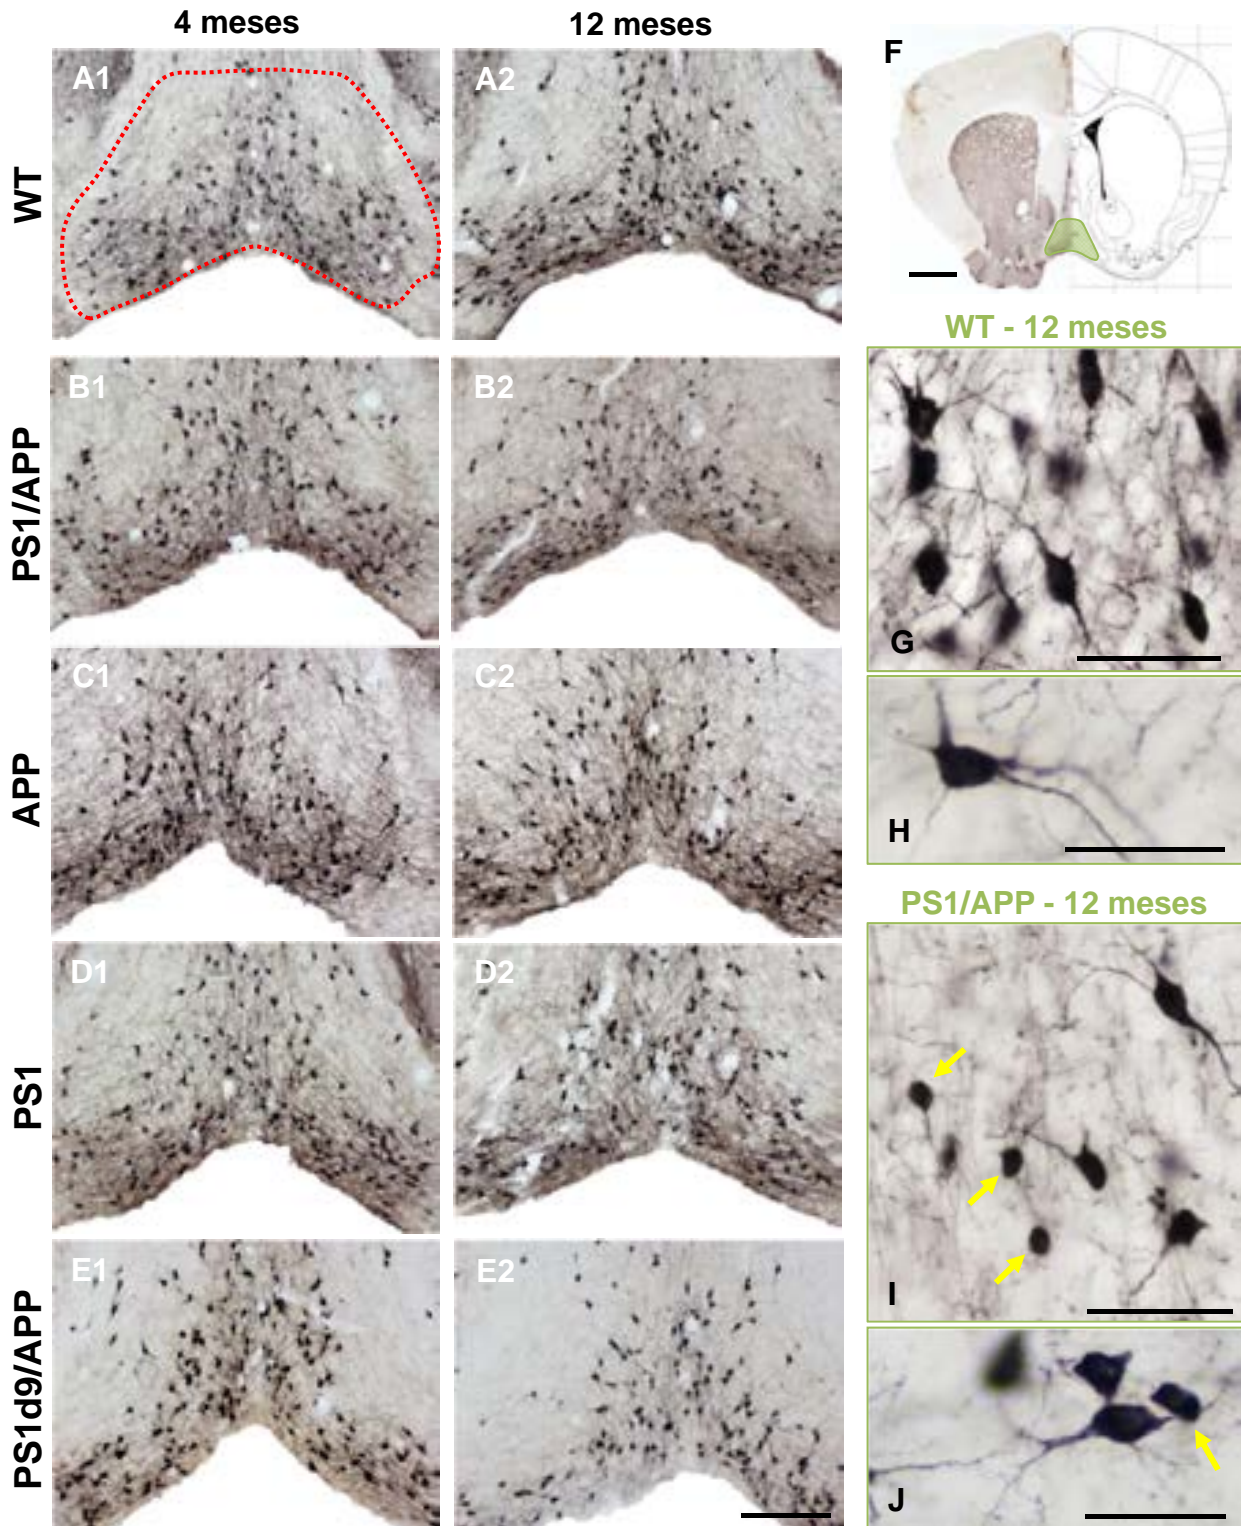 4 meses
12 meses
WT
A1
A2
PS1/APP
B1
B2
APP
C1
C2
PS1
D1
D2
PS1d9/APP
E1
E2
F
WT - 12 meses
G
H
PS1/APP - 12 meses
I
J